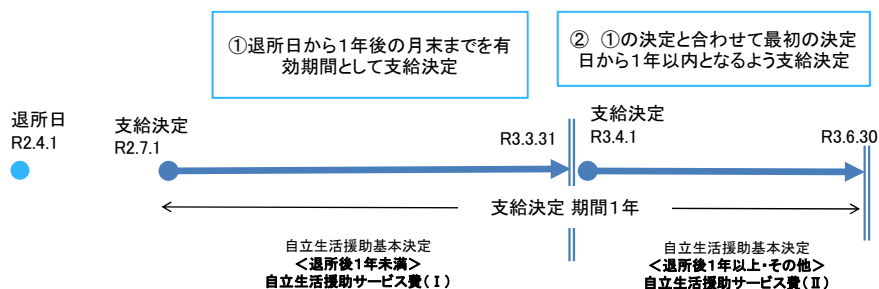 ①退所日から1年後の月末までを有
効期間として支給決定
② ①の決定と合わせて最初の決定
日から1年以内となるよう支給決定
退所日
R2.4.1
支給決定
R2.7.1
R3.3.31
支給決定
R3.4.1
R3.6.30
支給決定 期間1年
自立生活援助基本決定
＜退所後1年未満＞
自立生活援助サービス費(Ⅰ)
自立生活援助基本決定
＜退所後1年以上・その他＞
自立生活援助サービス費(Ⅱ)